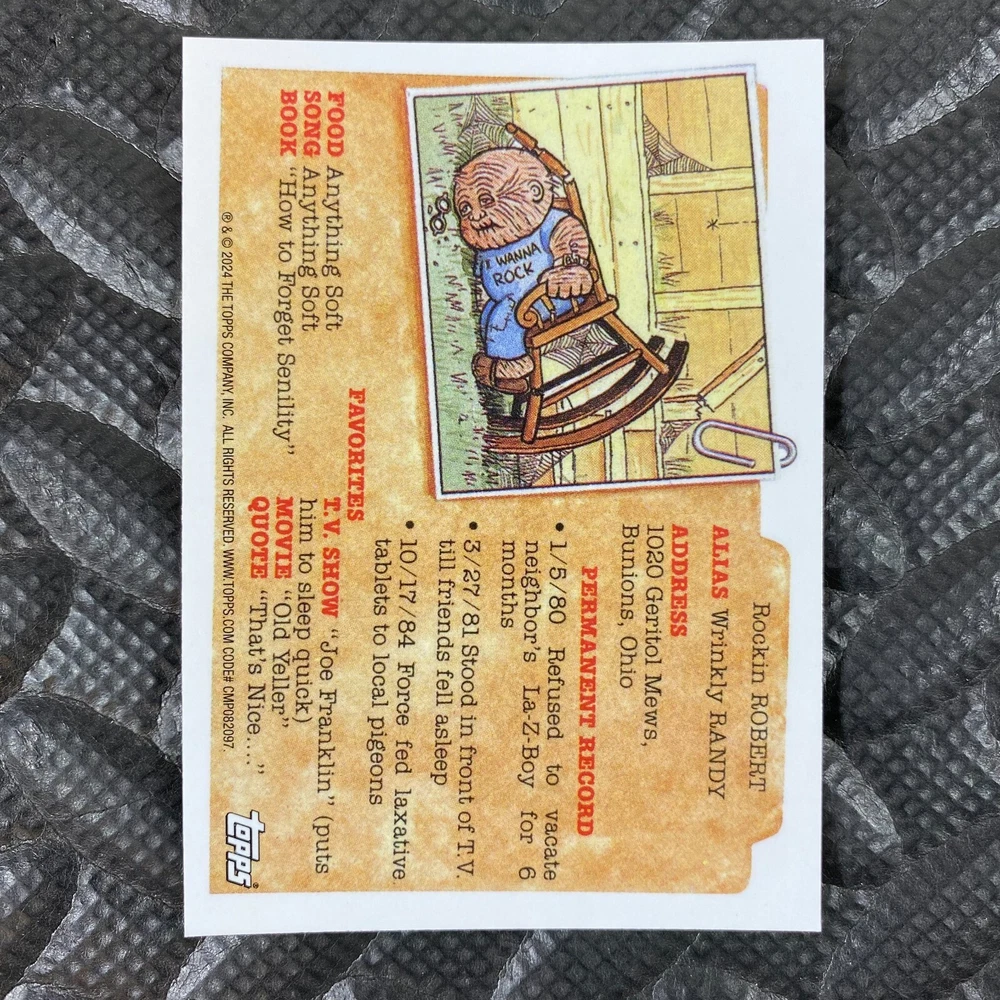 Rockin ROBERT
ALIAS Wrinkly RANDY
ADDRESS
1020 Geritol Mews,
Bunions, Ohio
I WANNA
ROCK
PERMANENT RECORD
• 1/5/80 Refused to vacate
neighbor's La-Z-Boy for 6
months
• 3/27/81 Stood in front of T.V.
till friends fell asleep
• 10/17/84 Force fed laxative
tablets to local pigeons
FAVORITES
FOOD Anything Soft
SONG Anything Soft
BOOK "How to Forget Senility"
T.V. SHOW "Joe Franklin" (puts
him to sleep quick)
MOVIE "Old Yeller"
QUOTE "That's Nice...."
® & © 2024 THE TOPPS COMPANY, INC. ALL RIGHTS RESERVED. WWW.TOPPS.COM CODE# CMP082097.
topps®